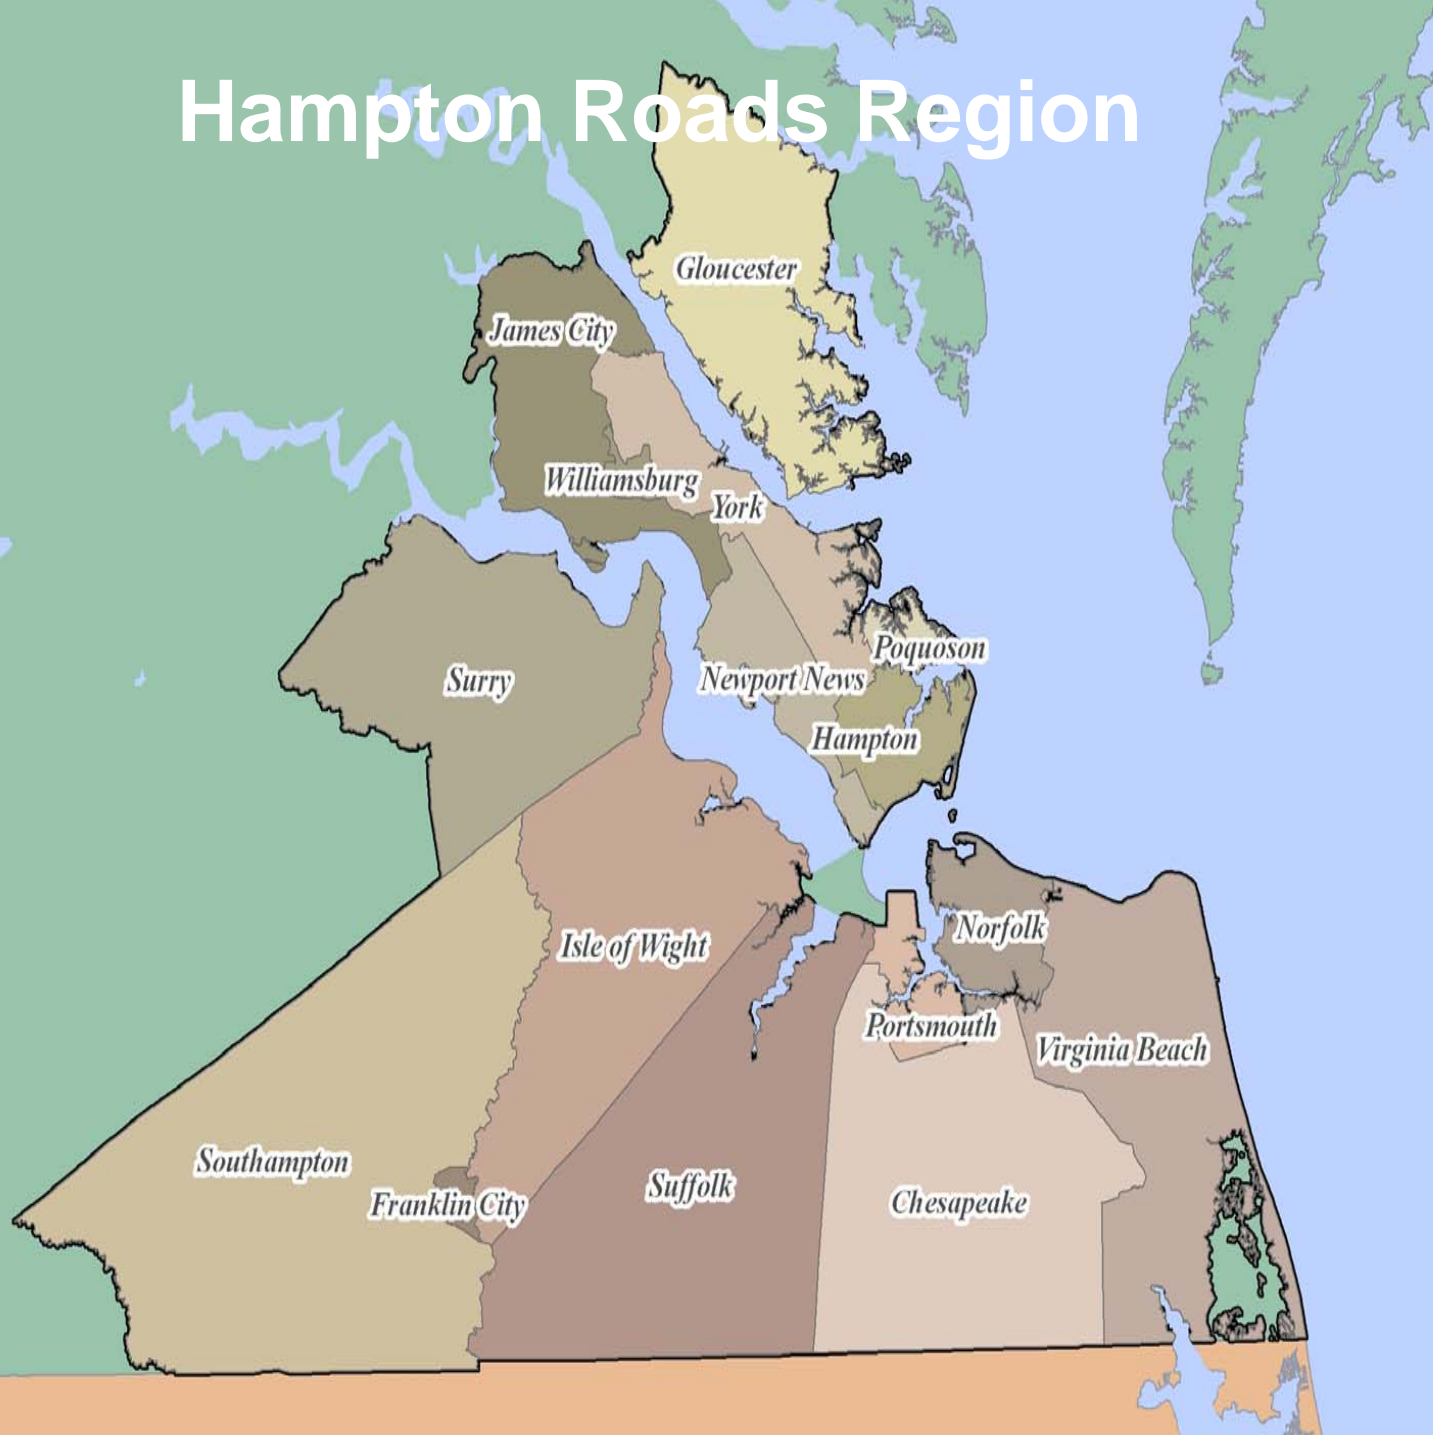 Hampton Roads Region
Gloucester
James City
Williamsburg
York
Poquoson
Surry
Newport News
Hampton
Norfolk
Isle of Wight
Portsmouth
Virginia Beach
Southampton
Suffolk
Franklin City
Chesapeake